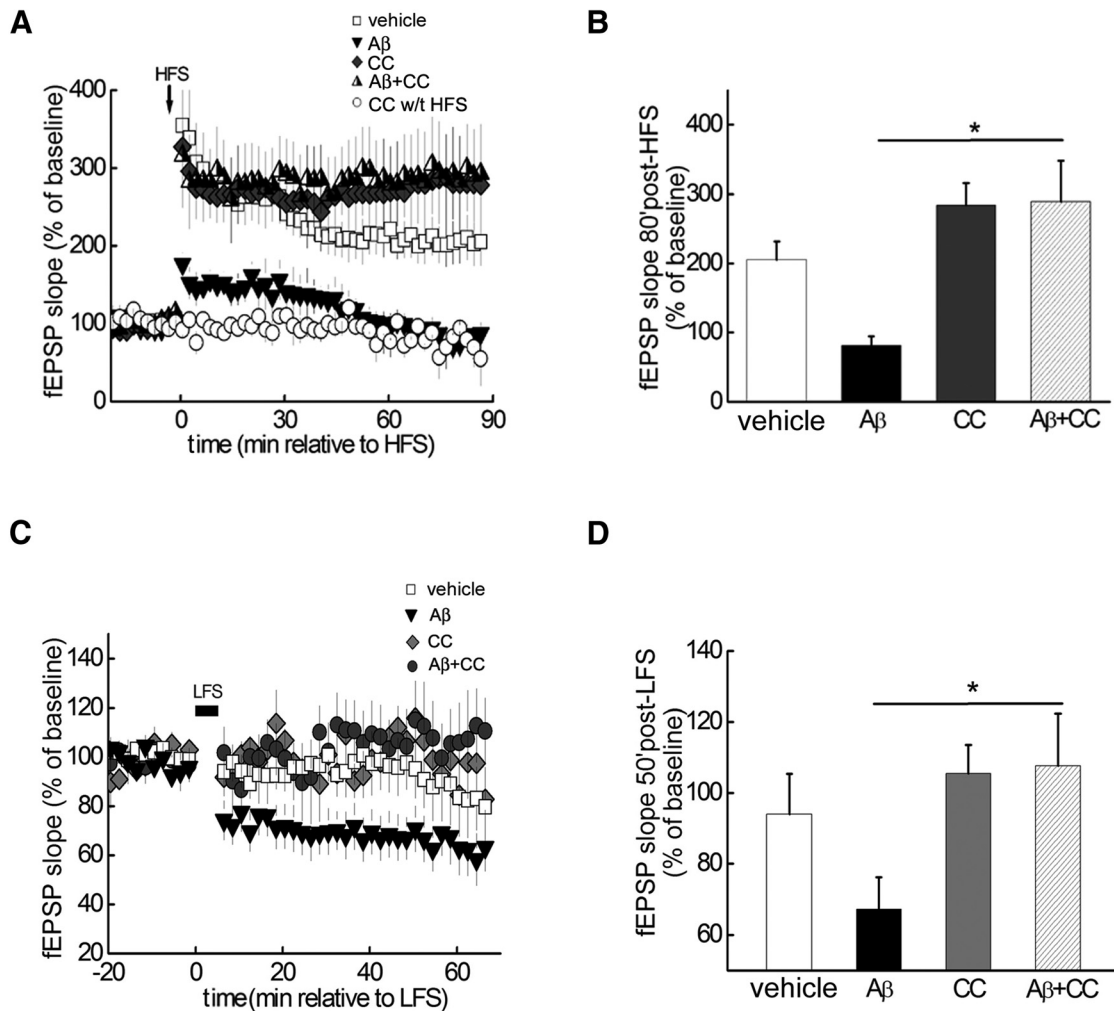 A
vehicle
Aβ
CC
Aβ+CC
CC w/t HFS
HFS
fEPSP slope (% of baseline)
400
300
200
100
0
0
30
60
90
time (min relative to HFS)
B
*
fEPSP slope 80'post-HFS
(% of baseline)
400
300
200
100
0
vehicle
Aβ
CC
Aβ+CC
C
vehicle
Aβ
CC
Aβ+CC
LFS
fEPSP slope (% of baseline)
140
120
100
80
60
40
20
-20
0
20
40
60
time(min relative to LFS)
D
*
fEPSP slope 50'post-LFS
(% of baseline)
140
120
100
80
60
vehicle
Aβ
CC
Aβ+CC